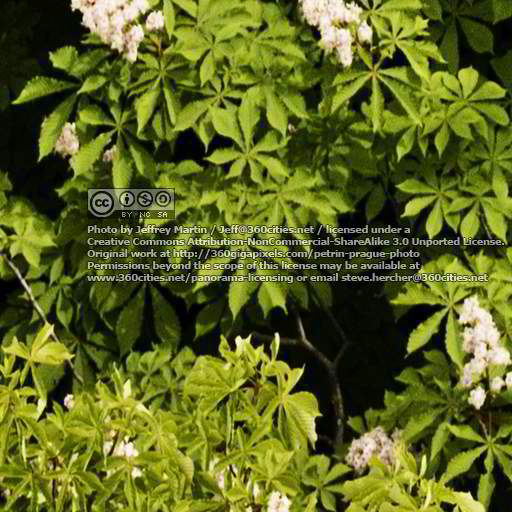 cc
BY NO SA
Photo by Jeffrey Martin / Jeff@360cities.net / licensed under a
Creative Commons Attribution-NonCommercial-ShareAlike 3.0 Unported License.
Original work at http://360gigapixels.com/petrin-prague-photo
Permissions beyond the scope of this license may be available at
www.360cities.net/panorama-licensing or email steve.hercher@360cities.net